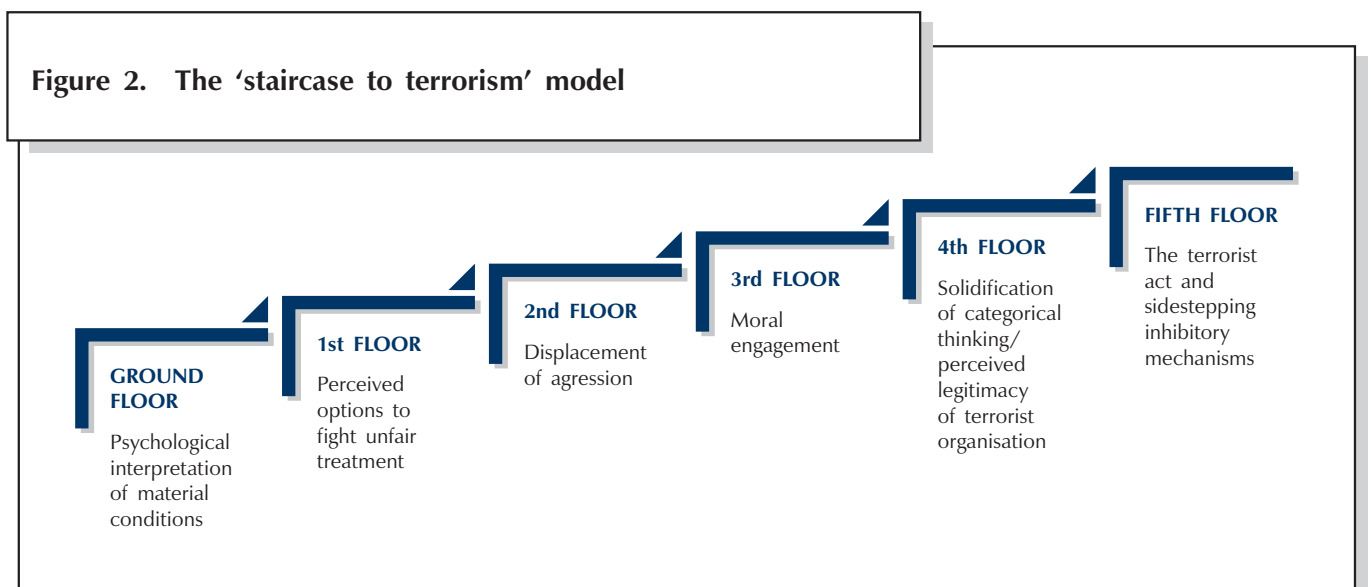 Figure 2. The ‘staircase to terrorism’ model
GROUND
FLOOR
Psychological
interpretation
of material
conditions
1st FLOOR
Perceived
options to
fight unfair
treatment
2nd FLOOR
Displacement
of agression
3rd FLOOR
Moral
engagement
4th FLOOR
Solidification
of categorical
thinking/
perceived
legitimacy
of terrorist
organisation
FIFTH FLOOR
The terrorist
act and
sidestepping
inhibitory
mechanisms